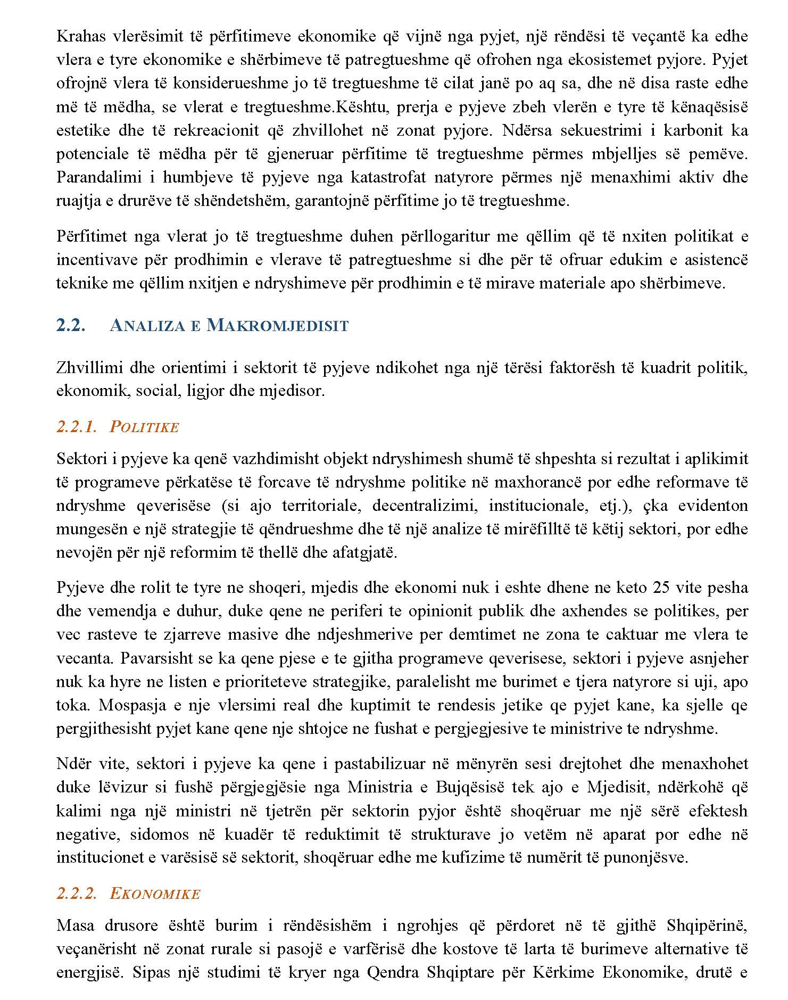 Krahas vlerësimit të përfitimeve ekonomike që vijnë nga pyjet, një rëndësi të veçantë ka edhe
vlera e tyre ekonomike e shërbimeve të patregtueshme që ofrohen nga ekosistemet pyjore. Pyjet
ofrojnë vlera të konsiderueshme jo të tregtueshme të cilat janë po aq sa, dhe në disa raste edhe
më të mëdha, se vlerat e tregtueshme.Kështu, prerja e pyjeve zbeh vlerën e tyre të kënaqësisë
estetike dhe të rekreacionit që zhvillohet në zonat pyjore. Ndërsa sekuestrimi i karbonit ka
potenciale të mëdha për të gjeneruar përfitime të tregtueshme përmes mbjelljes së pemëve.
Parandalimi i humbjeve të pyjeve nga katastrofat natyrore përmes një menaxhimi aktiv dhe
ruajtja e drurëve të shëndetshëm, garantojnë përfitime jo të tregtueshme.
Përfitimet nga vlerat jo të tregtueshme duhen përllogaritur me qëllim që të nxiten politikat e
incentivave për prodhimin e vlerave të patregtueshme si dhe për të ofruar edukim e asistencë
teknike me qëllim nxitjen e ndryshimeve për prodhimin e të mirave materiale apo shërbimeve.
2.2. ANALIZA E MAKROMJEDISIT
Zhvillimi dhe orientimi i sektorit të pyjeve ndikohet nga një tërësi faktorësh të kuadrit politik,
ekonomik, social, ligjor dhe mjedisor.
2.2.1. POLITIKE
Sektori i pyjeve ka qenë vazhdimisht objekt ndryshimesh shumë të shpeshta si rezultat i aplikimit
të programeve përkatëse të forcave të ndryshme politike në maxhorancë por edhe reformave të
ndryshme qeverisëse (si ajo territoriale, decentralizimi, institucionale, etj.), çka evidenton
mungesën e një strategjie të qëndrueshme dhe të një analize të mirëfilltë të këtij sektori, por edhe
nevojën për një reformim të thellë dhe afatgjatë.
Pyjeve dhe rolit te tyre ne shoqeri, mjedis dhe ekonomi nuk i eshte dhene ne keto 25 vite pesha
dhe vemendja e duhur, duke qene ne periferi te opinionit publik dhe axhendes se politikes, per
vec rasteve te zjarreve masive dhe ndjeshmerive per demtimet ne zona te caktuar me vlera te
vecanta. Pavarsisht se ka qene pjese e te gjitha programeve qeverisese, sektori i pyjeve asnjeher
nuk ka hyre ne listen e prioriteteve strategjike, paralelisht me burimet e tjera natyrore si uji, apo
toka. Mospasja e nje vlersimi real dhe kuptimit te rendesis jetike qe pyjet kane, ka sjelle qe
pergjithesisht pyjet kane qene nje shtojce ne fushat e pergjegjesive te ministrive te ndryshme.
Ndër vite, sektori i pyjeve ka qene i pastabilizuar në mënyrën sesi drejtohet dhe menaxhohet
duke lëvizur si fushë përgjegjësie nga Ministria e Bujqësisë tek ajo e Mjedisit, ndërkohë që
kalimi nga një ministri në tjetrën për sektorin pyjor është shoqëruar me një sërë efektesh
negative, sidomos në kuadër të reduktimit të strukturave jo vetëm në aparat por edhe në
institucionet e varësisë së sektorit, shoqëruar edhe me kufizime të numërit të punonjësve.
2.2.2. EKONOMIKE
Masa drusore është burim i rëndësishëm i ngrohjes që përdoret në të gjithë Shqipërinë,
veçanërisht në zonat rurale si pasojë e varfërisë dhe kostove të larta të burimeve alternative të
energjisë. Sipas një studimi të kryer nga Qendra Shqiptare për Kërkime Ekonomike, drutë e